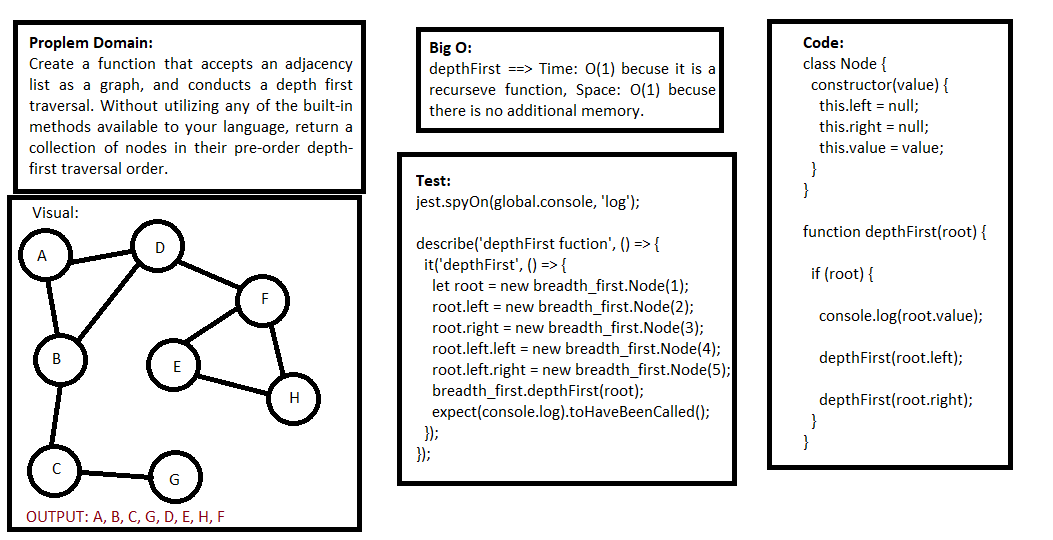 Proplem Domain:
Create a function that accepts an adjacency
list as a graph, and conducts a depth first
traversal. Without utilizing any of the built-in
methods available to your language, return a
collection of nodes in their pre-order depth-
first traversal order.
Visual:
A
D
F
B
E
H
C
G
OUTPUT: A, B, C, G, D, E, H, F
Big O:
depthFirst ==> Time: O(1) becuse it is a
recurseve function, Space: O(1) becuse
there is no additional memory.
Test:
jest.spyOn(global.console, 'log');
describe('depthFirst fuction', () => {
it('depthFirst', () => {
let root = new breadth_first.Node(1);
root.left = new breadth_first.Node(2);
root.right = new breadth_first.Node(3);
root.left.left = new breadth_first.Node(4);
root.left.right = new breadth_first.Node(5);
breadth_first.depthFirst(root);
expect(console.log).toHaveBeenCalled();
});
});
Code:
class Node {
constructor(value) {
this.left = null;
this.right = null;
this.value = value;
}
}
function depthFirst(root) {
if (root) {
console.log(root.value);
depthFirst(root.left);
depthFirst(root.right);
}
}